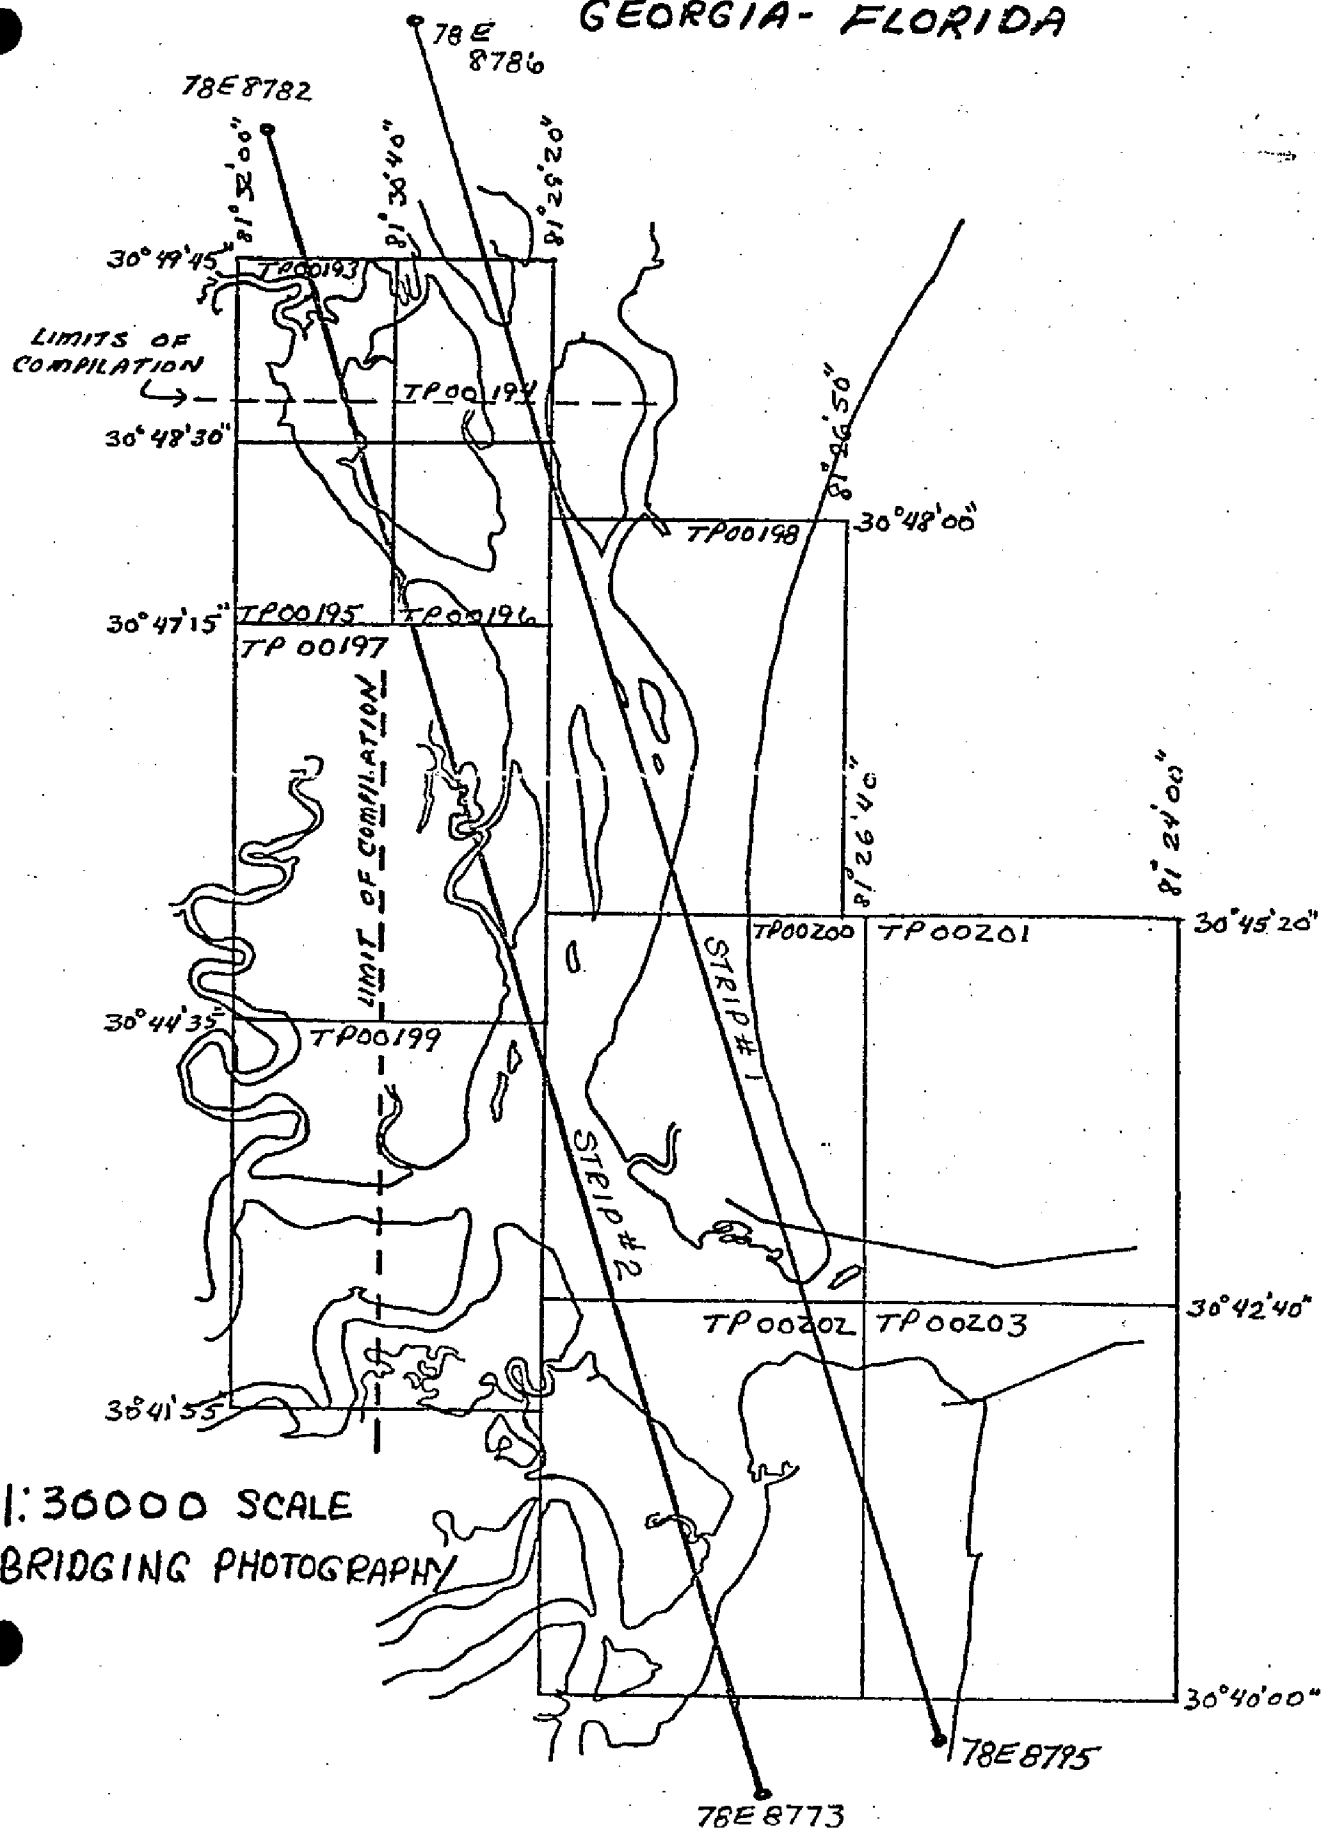 GEORGIA- FLORIDA
78E
8786
78E8782
81°32'00"
81°30'40"
81°29'20"
30°49'45"
TP00193
LIMITS OF
COMPILATION
TP00194
30°48'30"
81°26'50"
TP00198
30°48'00"
30°47'15"
TP00195
TP00196
TP00197
LIMIT OF COMPILATION
81°26'40"
81°24'00"
TP00200
TP00201
30°45'20"
STRIP #1
30°44'35"
TP00199
STRIP #2
30°42'40"
TP00202
TP00203
30°41'55"
1:30000 SCALE
BRIDGING PHOTOGRAPHY
30°40'00"
78E8795
78E8773